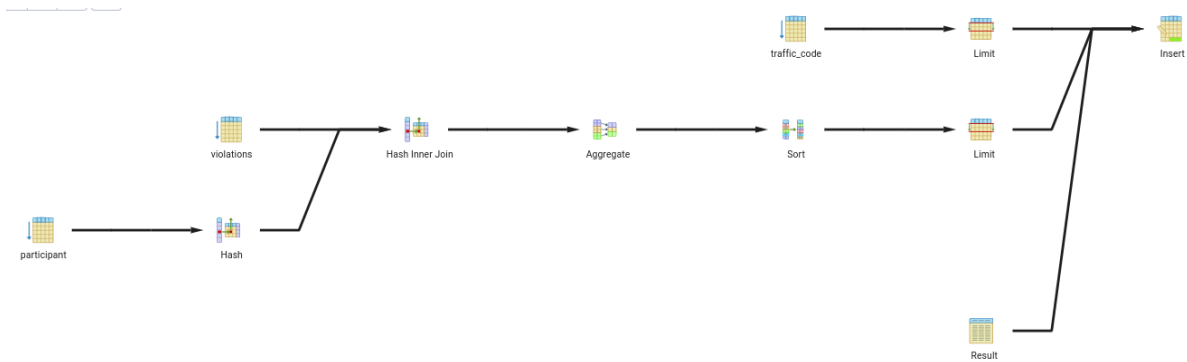 traffic_code Limit Insert
violations Hash Inner Join Aggregate Sort Limit
participant Hash
Result